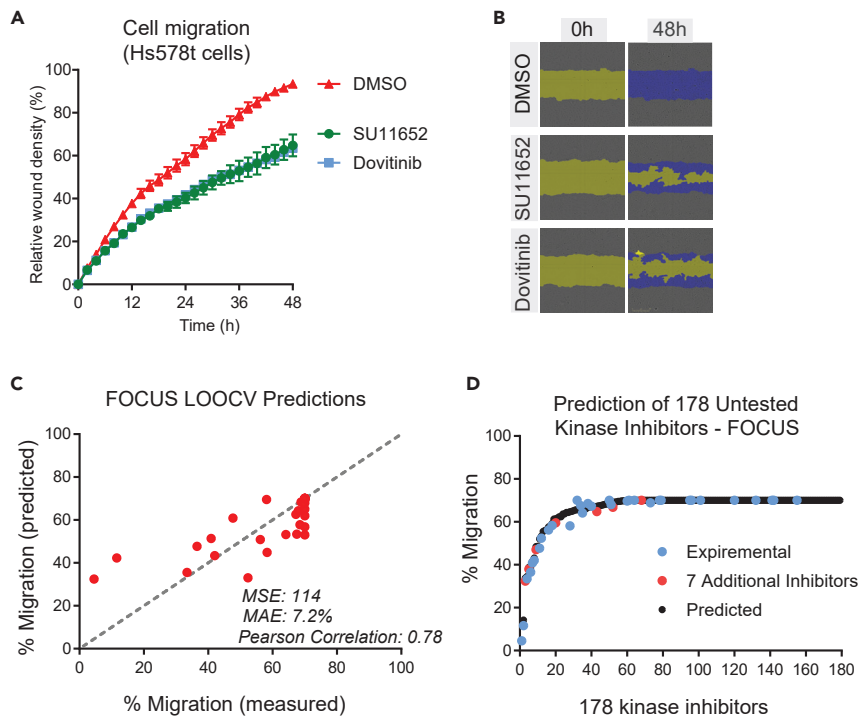 A
Cell migration
(Hs578t cells)
Relative wound density (%)
100
80
60
40
20
0
0
12
24
36
48
Time (h)
DMSO
SU11652
Dovitinib
B
0h
48h
DMSO
SU11652
Dovitinib
C
FOCUS LOOCV Predictions
% Migration (predicted)
100
80
60
40
20
0
MSE: 114
MAE: 7.2%
Pearson Correlation: 0.78
0
20
40
60
80
100
% Migration (measured)
D
Prediction of 178 Untested
Kinase Inhibitors - FOCUS
% Migration
100
80
60
40
20
0
Expiremental
7 Additional Inhibitors
Predicted
0
20
40
60
80
100
120
140
160
180
178 kinase inhibitors